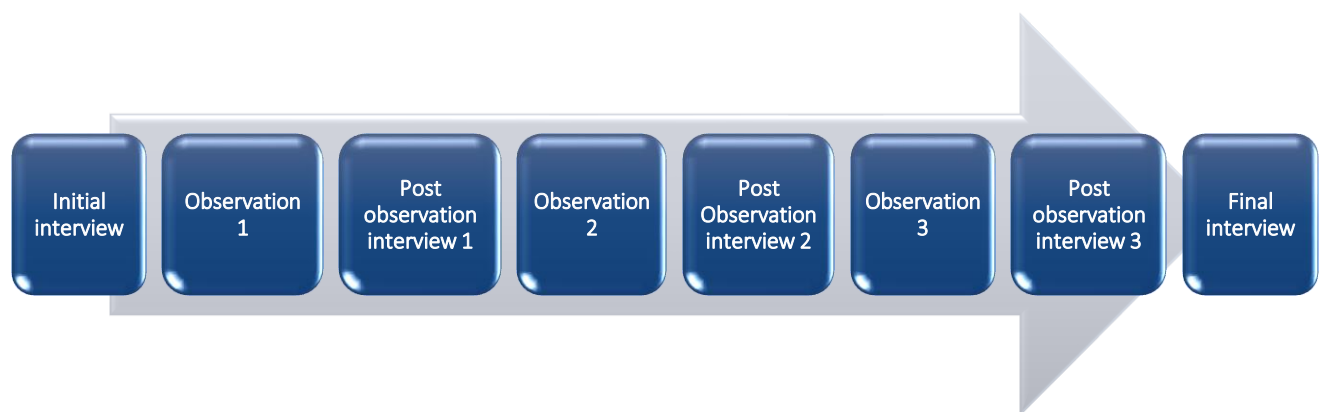 Initial
interview
Observation
1
Post
observation
interview 1
Observation
2
Post
Observation
interview 2
Observation
3
Post
observation
interview 3
Final
interview